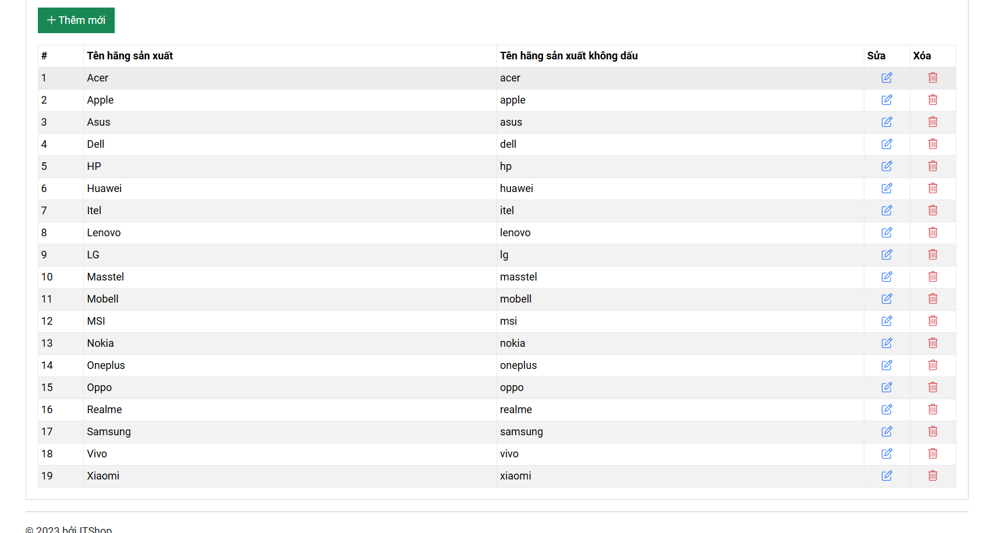 Thêm mới
# Tên hãng sản xuất Tên hãng sản xuất không dấu Sửa Xóa
1 Acer acer
2 Apple apple
3 Asus asus
4 Dell dell
5 HP hp
6 Huawei huawei
7 Itel itel
8 Lenovo lenovo
9 LG lg
10 Masstel masstel
11 Mobell mobell
12 MSI msi
13 Nokia nokia
14 Oneplus oneplus
15 Oppo oppo
16 Realme realme
17 Samsung samsung
18 Vivo vivo
19 Xiaomi xiaomi
© 2023 bởi ITShop